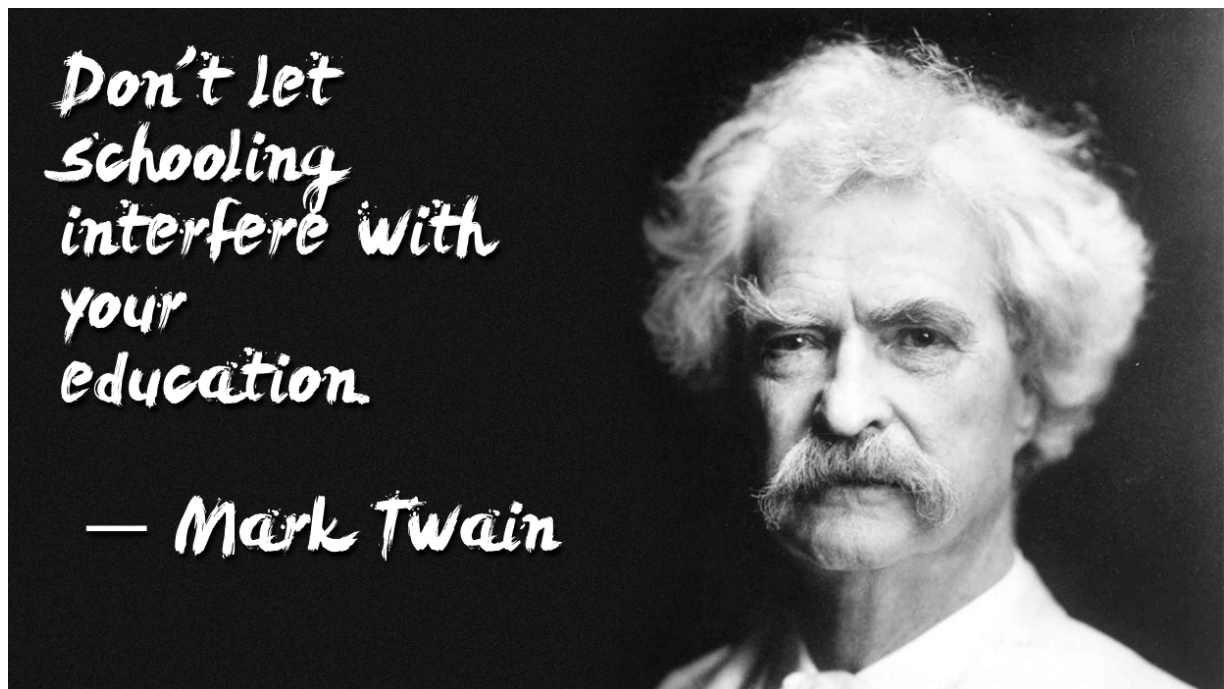 Don't let
schooling
interfere with
your
education.
— Mark Twain